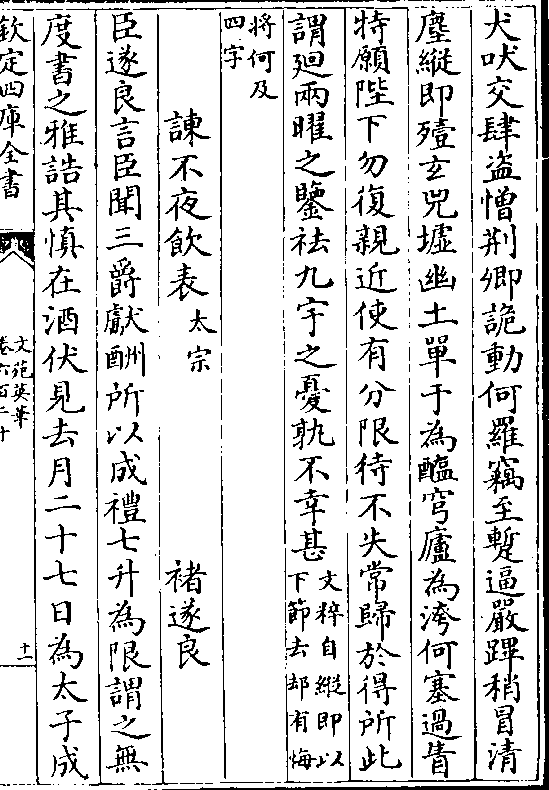 犬吠交肆盗憎荆卿詭動何羅竊至蹔逼嚴蹕稍冒清
塵縱即殪玄兕墟幽土單于為醢穹廬為洿何塞過眚
特願陛下勿復親近使有分限待不失常歸於得所此
謂廻兩曜之鑒祛九宇之憂孰不幸甚文粹自縱即以
下節去却有悔
將何及
四字
諫不夜飲表太宗 褚遂良
臣遂良言臣聞三爵獻酬所以成禮七升為限謂之無
度書之雅誥其慎在酒伏見去月二十七日為太子成
欽定四庫全書
文苑英華
卷六百二十
十一